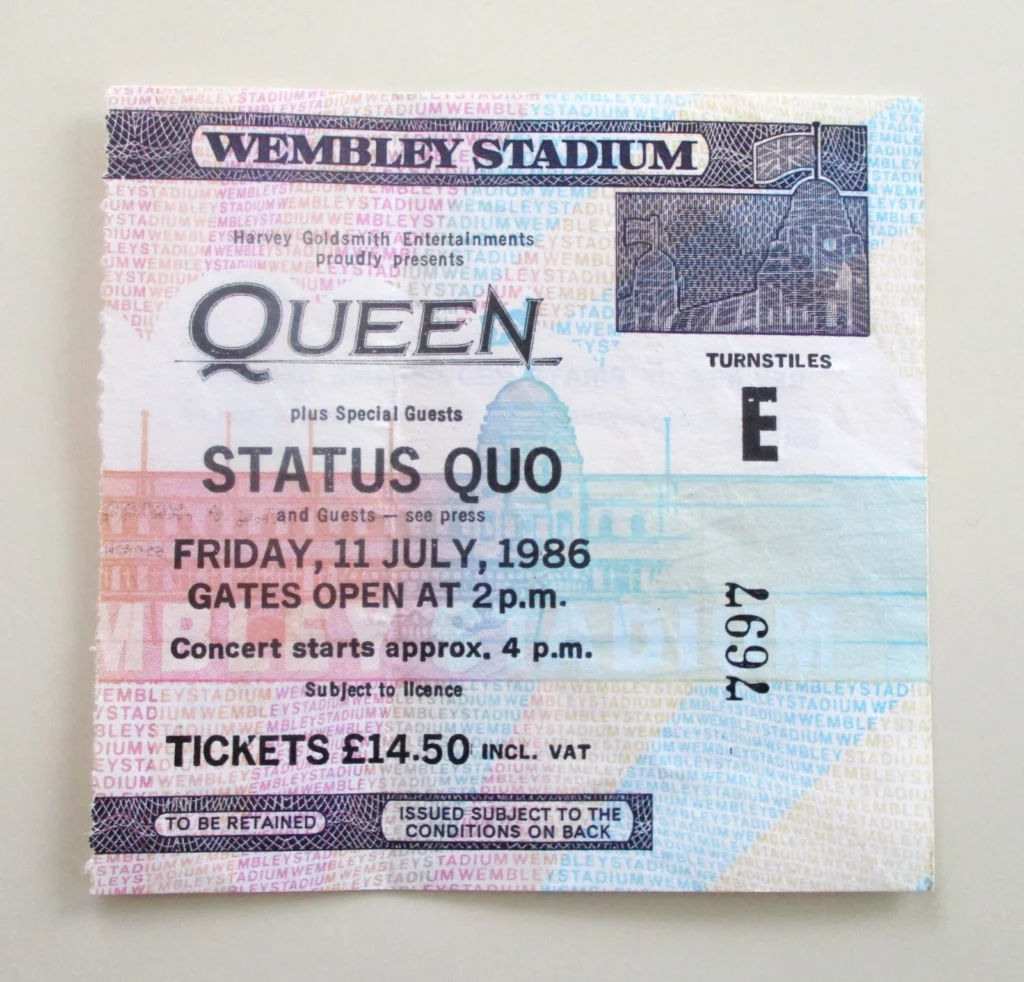 WEMBLEY STADIUM
Harvey Goldsmith Entertainments
proudly presents
QUEEN
plus Special Guests
STATUS QUO
and Guests — see press
FRIDAY, 11 JULY, 1986
GATES OPEN AT 2 p.m.
Concert starts approx. 4 p.m.
Subject to licence
TICKETS £14.50 INCL. VAT
TO BE RETAINED
ISSUED SUBJECT TO THE
CONDITIONS ON BACK
TURNSTILES
E
7697